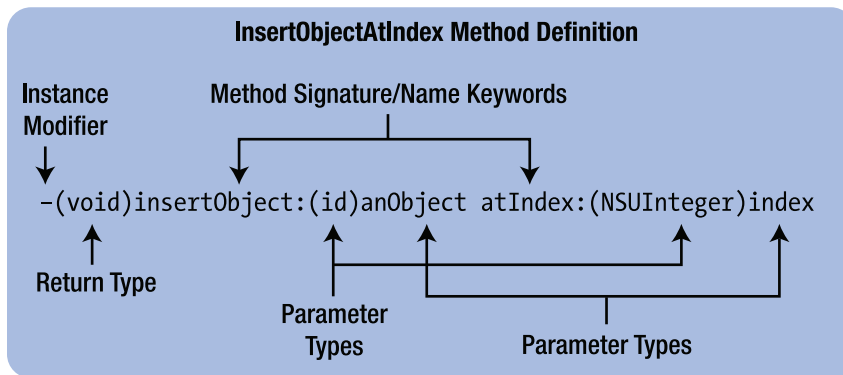 InsertObjectAtIndex Method Definition
Instance
Modifier
Method Signature/Name Keywords
-(void)insertObject:(id)anObject atIndex:(NSUInteger)index
Return Type
Parameter
Types
Parameter Types